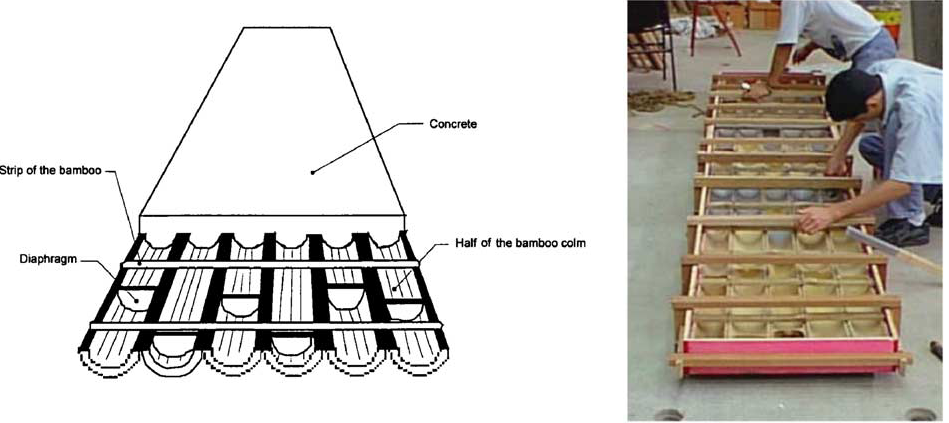 Concrete
Strip of the bamboo
Half of the bamboo colm
Diaphragm